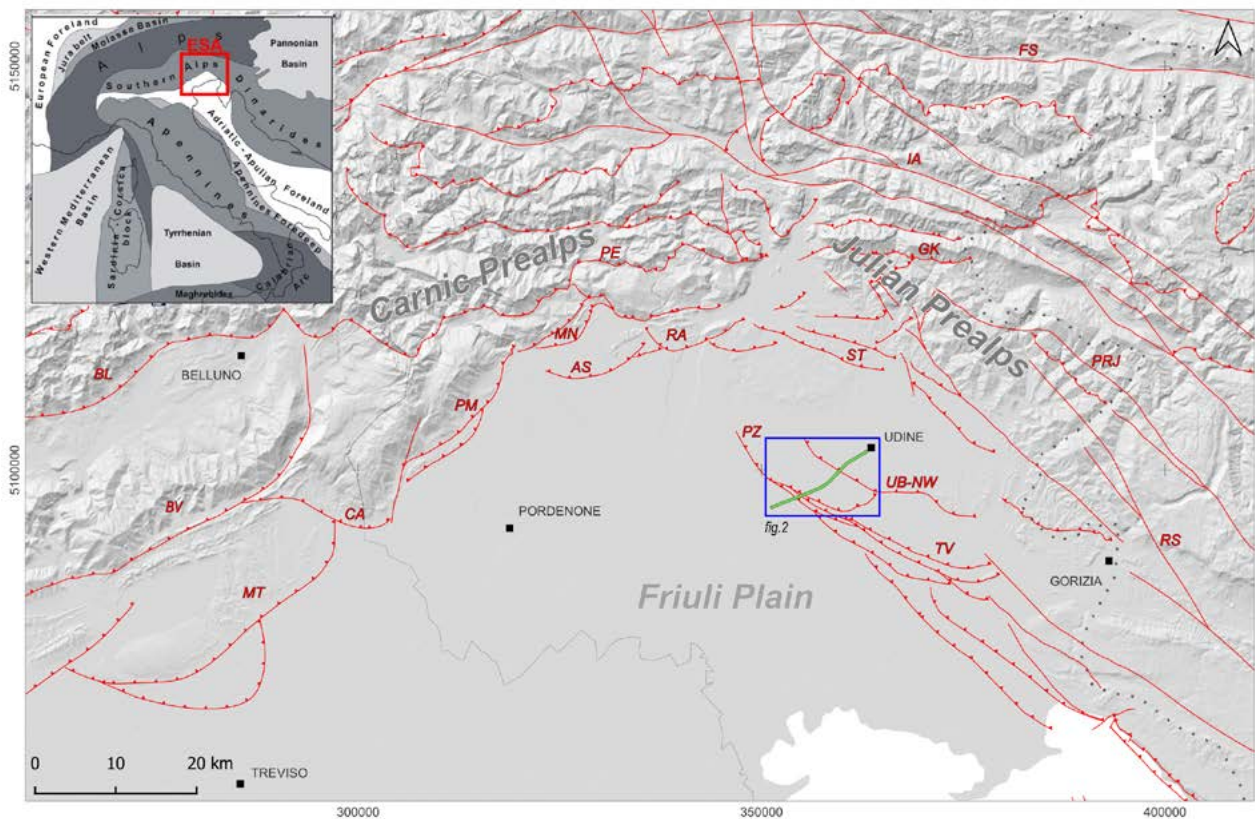 European Foreland
Jura belt
Molasse Basin
A l p s
ESA
Southern Alps
Pannonian
Basin
Dinarides
Adriatic - Apulian Foreland
Apennines
Apenninic Foredeep
Western Mediterranean
Basin
Sardinia - Corsica
block
Tyrrhenian
Basin
Calabrian
Arc
Maghrebides
5150000
FS
IA
Carnic Prealps
PE
Julian Prealps
GK
MN
RA
AS
ST
PRJ
BL
BELLUNO
PM
5100000
PZ
UDINE
UB-NW
BV
CA
PORDENONE
fig.2
TV
RS
GORIZIA
MT
Friuli Plain
0 10 20 km
TREVISO
300000 350000 400000